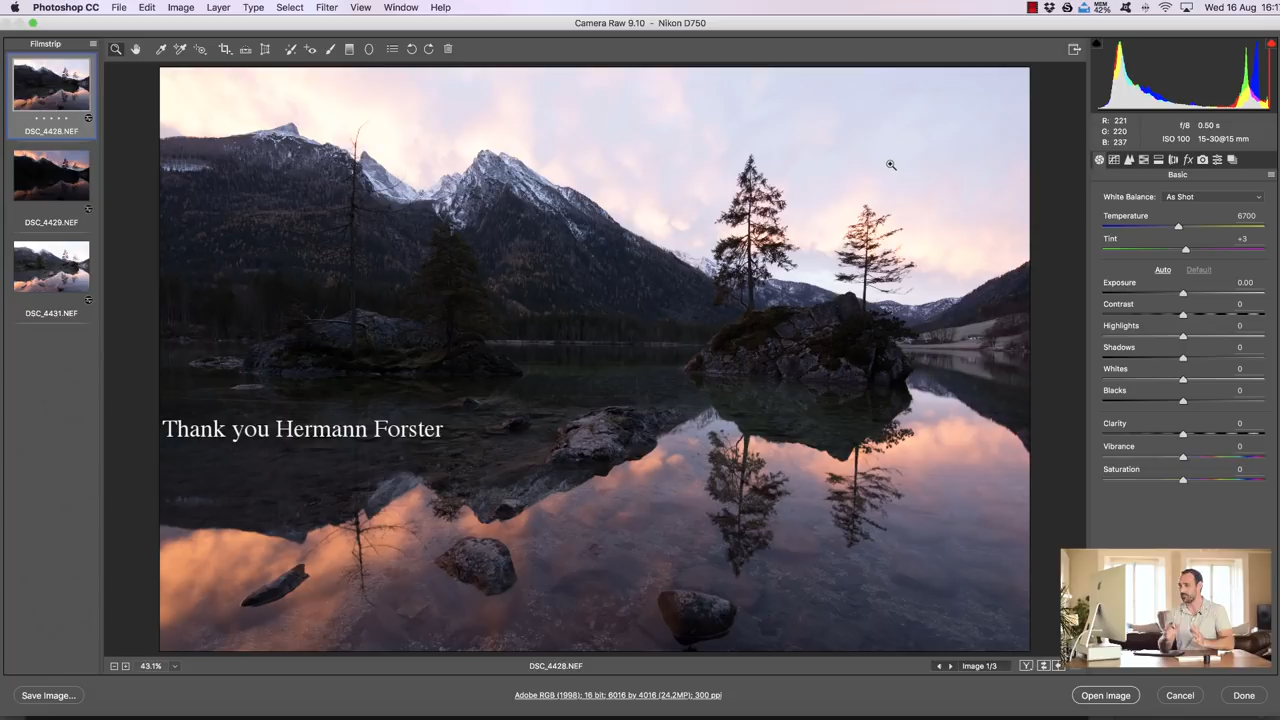 Photoshop CC File Edit Image Layer Type Select Filter View Window Help
MEM 42% Wed 16 Aug 16:1
Camera Raw 9.10 - Nikon D750
Filmstrip
DSC_4428.NEF
DSC_4429.NEF
DSC_4431.NEF
Thank you Hermann Forster
R: 221
G: 220
B: 237
f/8 0.50 s
ISO 100 15-30@15 mm
fx
Basic
White Balance: As Shot
Temperature 6700
Tint +3
Auto Default
Exposure 0.00
Contrast 0
Highlights 0
Shadows 0
Whites 0
Blacks 0
Clarity 0
Vibrance 0
Saturation 0
43.1% DSC_4428.NEF Image 1/3 Y
Save Image... Adobe RGB (1998); 16 bit; 6016 by 4016 (24.2MP); 300 ppi Open Image Cancel Done